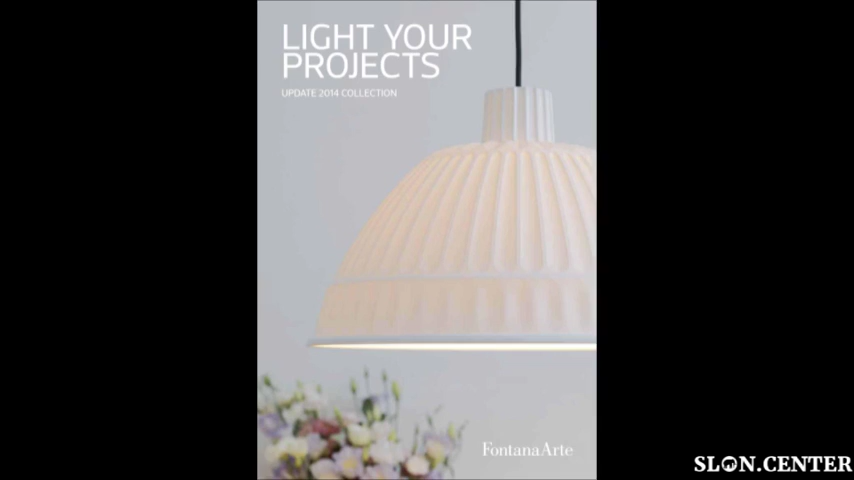 LIGHT YOUR
PROJECTS
UPDATE 2014 COLLECTION
FontanaArte
SLON.CENTER